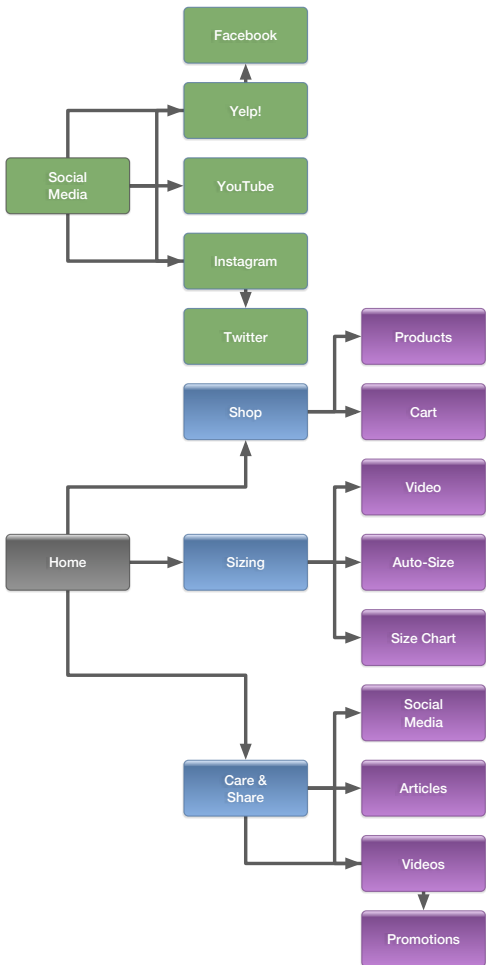 Facebook
Yelp!
Social
Media
YouTube
Instagram
Twitter
Products
Shop
Cart
Video
Home
Sizing
Auto-Size
Size Chart
Social
Media
Care &
Share
Articles
Videos
Promotions